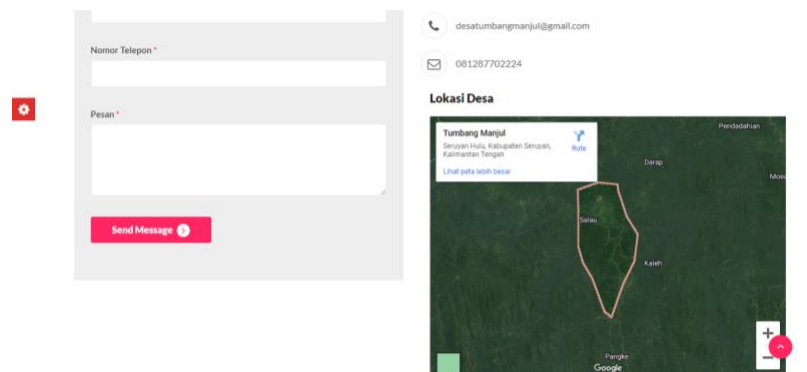 Nomor Telepon *
Pesan *
Send Message
desatumbangmanjul@gmail.com
081287702224
Lokasi Desa
Tumbang Manjul
Seruyan Hulu, Kabupaten Seruyan,
Kalimantan Tengah
Rute
Lihat peta lebih besar
Pendadahian
Darap
Salau
Kaleh
Pangke
Google